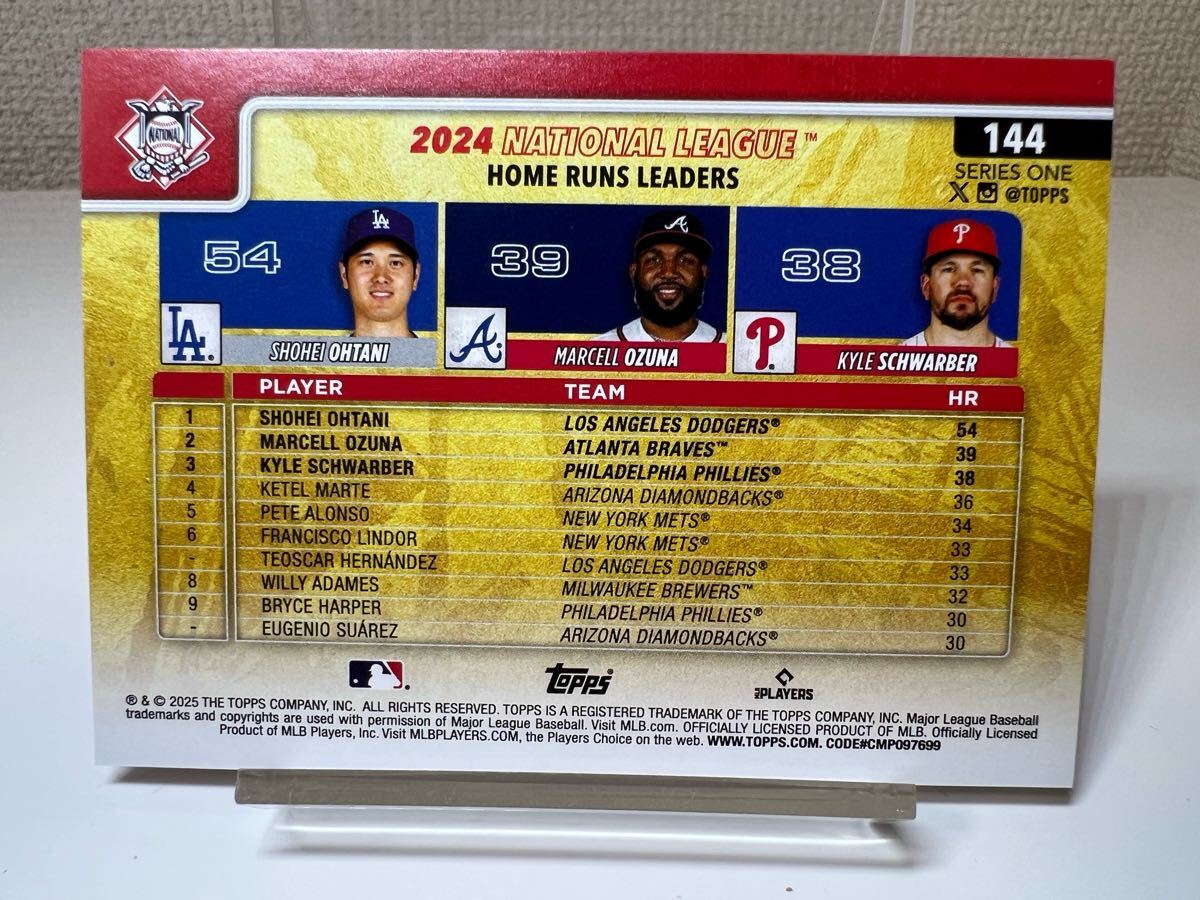 NATIONAL
2024 NATIONAL LEAGUE™
HOME RUNS LEADERS
144
SERIES ONE
X @TOPPS
54
LA
LA
SHOHEI OHTANI
39
A
A
MARCELL OZUNA
38
P
P
KYLE SCHWARBER
PLAYER TEAM HR
1 SHOHEI OHTANI LOS ANGELES DODGERS® 54
2 MARCELL OZUNA ATLANTA BRAVES™ 39
3 KYLE SCHWARBER PHILADELPHIA PHILLIES® 38
4 KETEL MARTE ARIZONA DIAMONDBACKS® 36
5 PETE ALONSO NEW YORK METS® 34
6 FRANCISCO LINDOR NEW YORK METS® 33
- TEOSCAR HERNÁNDEZ LOS ANGELES DODGERS® 33
8 WILLY ADAMES MILWAUKEE BREWERS™ 32
9 BRYCE HARPER PHILADELPHIA PHILLIES® 30
- EUGENIO SUÁREZ ARIZONA DIAMONDBACKS® 30
Topps®
MLB PLAYERS
® & © 2025 THE TOPPS COMPANY, INC. ALL RIGHTS RESERVED. TOPPS IS A REGISTERED TRADEMARK OF THE TOPPS COMPANY, INC. Major League Baseball
trademarks and copyrights are used with permission of Major League Baseball. Visit MLB.com. OFFICIALLY LICENSED PRODUCT OF MLB. Officially Licensed
Product of MLB Players, Inc. Visit MLBPLAYERS.COM, the Players Choice on the web. WWW.TOPPS.COM. CODE#CMP097699